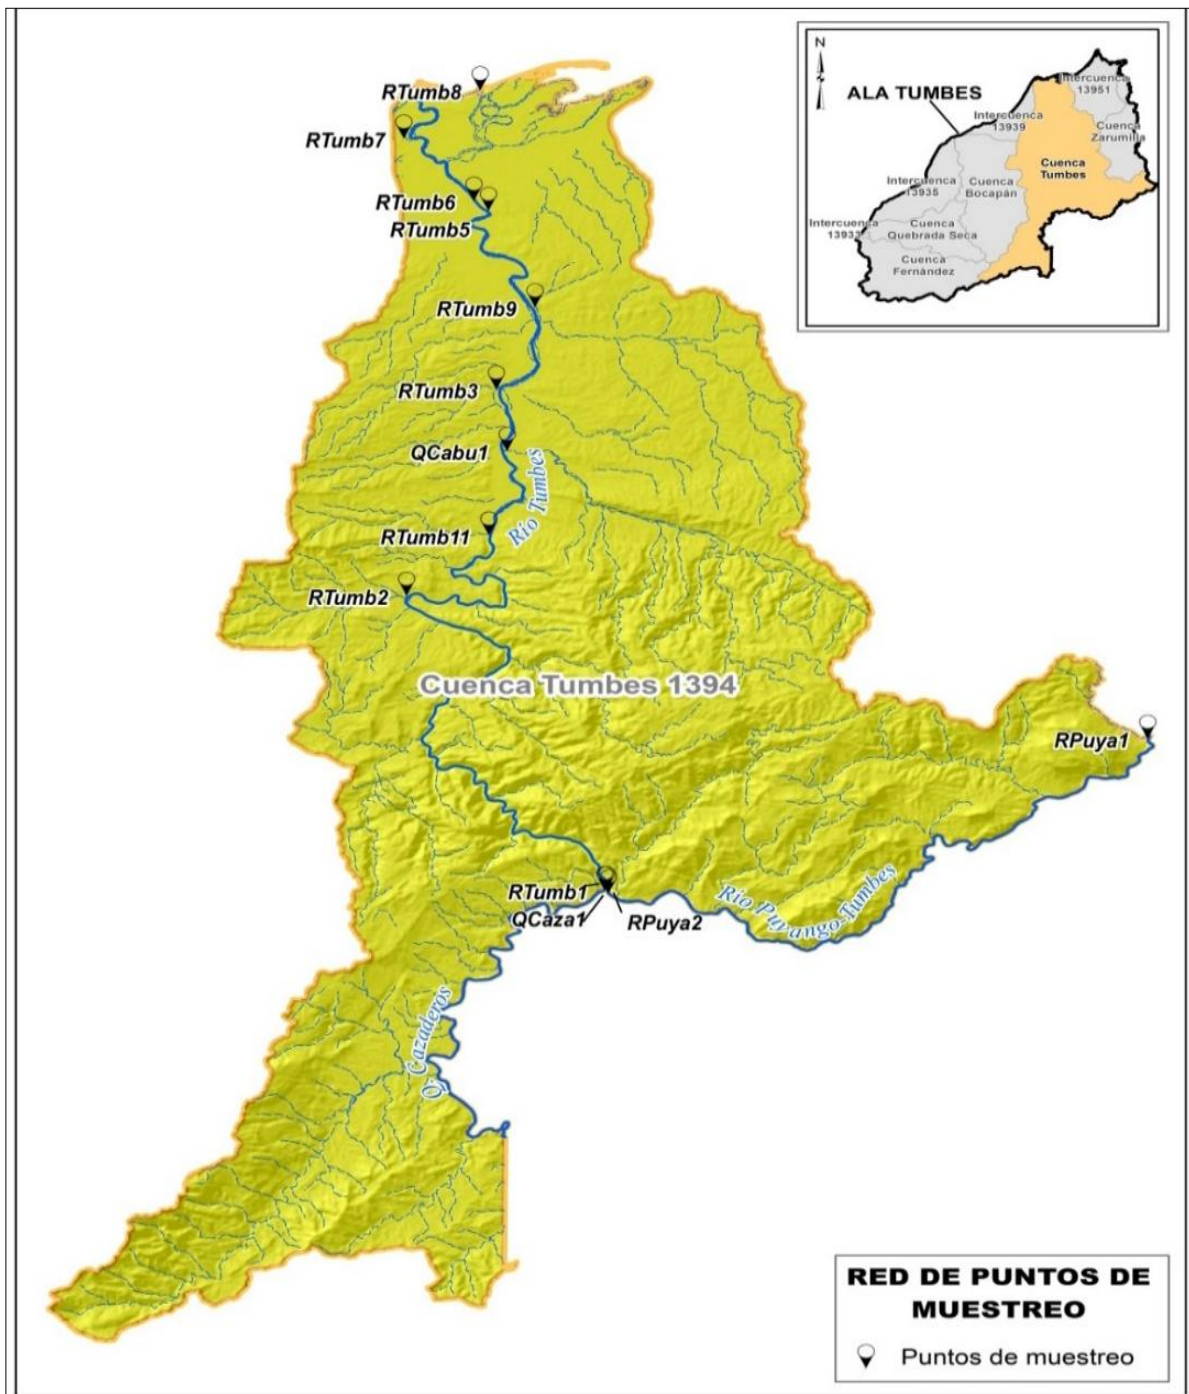 N
ALA TUMBES
Intercuenca
13951
Intercuenca
13939
Cuenca
Zarumilla
Cuenca
Tumbes
Intercuenca
13935
Cuenca
Bocapán
Intercuenca
Cuenca
Quebrada Seca
Cuenca
Fernández
RTumb8
RTumb7
RTumb6
RTumb5
RTumb9
RTumb3
QCabu1
Río Tumbes
RTumb11
RTumb2
Cuenca Tumbes 1394
RPuya1
RTumb1
QCaza1
RPuya2
Río Puyango-Tumbes
Q. Cazaderos
RED DE PUNTOS DE
MUESTREO
Puntos de muestreo